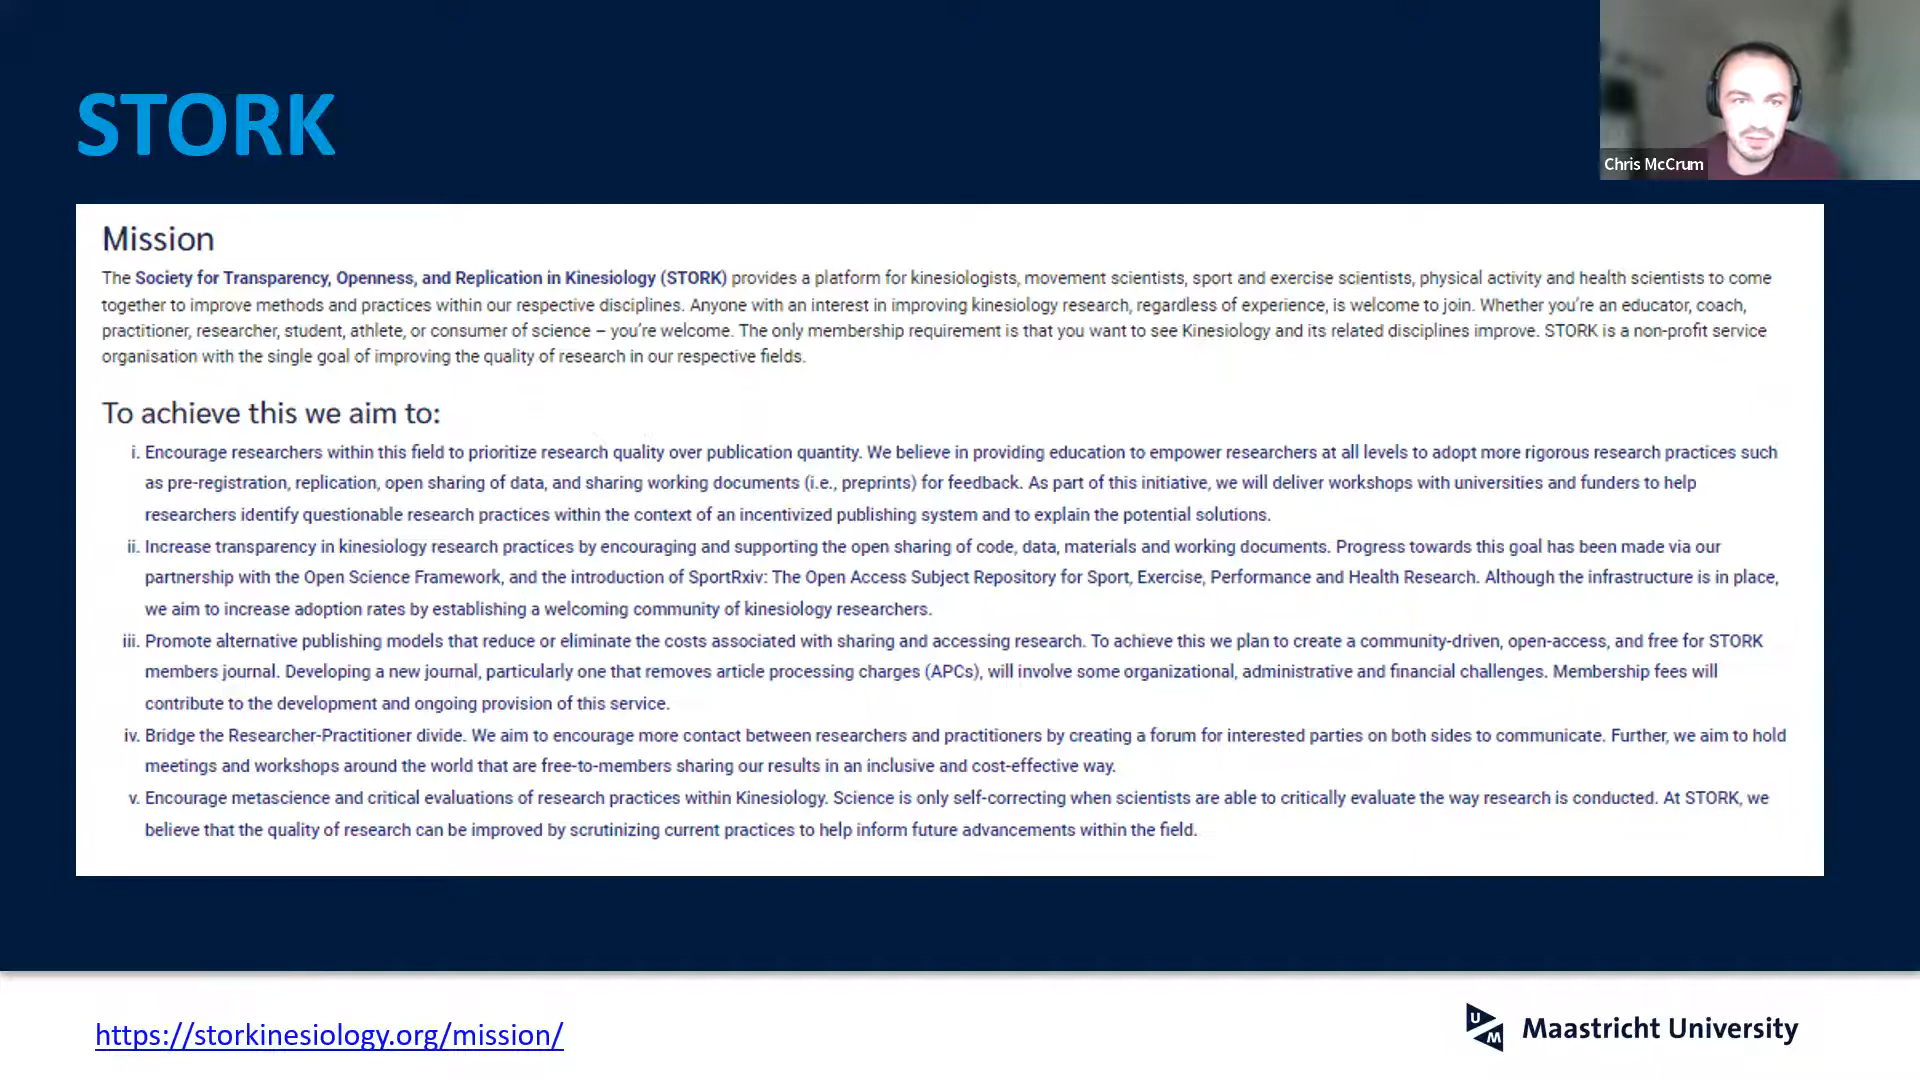 STORK
Chris McCrum
Mission
The Society for Transparency, Openness, and Replication in Kinesiology (STORK) provides a platform for kinesiologists, movement scientists, sport and exercise scientists, physical activity and health scientists to come
together to improve methods and practices within our respective disciplines. Anyone with an interest in improving kinesiology research, regardless of experience, is welcome to join. Whether you're an educator, coach,
practitioner, researcher, student, athlete, or consumer of science – you're welcome. The only membership requirement is that you want to see Kinesiology and its related disciplines improve. STORK is a non-profit service
organisation with the single goal of improving the quality of research in our respective fields.
To achieve this we aim to:
i. Encourage researchers within this field to prioritize research quality over publication quantity. We believe in providing education to empower researchers at all levels to adopt more rigorous research practices such
as pre-registration, replication, open sharing of data, and sharing working documents (i.e., preprints) for feedback. As part of this initiative, we will deliver workshops with universities and funders to help
researchers identify questionable research practices within the context of an incentivized publishing system and to explain the potential solutions.
ii. Increase transparency in kinesiology research practices by encouraging and supporting the open sharing of code, data, materials and working documents. Progress towards this goal has been made via our
partnership with the Open Science Framework, and the introduction of SportRxiv: The Open Access Subject Repository for Sport, Exercise, Performance and Health Research. Although the infrastructure is in place,
we aim to increase adoption rates by establishing a welcoming community of kinesiology researchers.
iii. Promote alternative publishing models that reduce or eliminate the costs associated with sharing and accessing research. To achieve this we plan to create a community-driven, open-access, and free for STORK
members journal. Developing a new journal, particularly one that removes article processing charges (APCs), will involve some organizational, administrative and financial challenges. Membership fees will
contribute to the development and ongoing provision of this service.
iv. Bridge the Researcher-Practitioner divide. We aim to encourage more contact between researchers and practitioners by creating a forum for interested parties on both sides to communicate. Further, we aim to hold
meetings and workshops around the world that are free-to-members sharing our results in an inclusive and cost-effective way.
v. Encourage metascience and critical evaluations of research practices within Kinesiology. Science is only self-correcting when scientists are able to critically evaluate the way research is conducted. At STORK, we
believe that the quality of research can be improved by scrutinizing current practices to help inform future advancements within the field.
https://storkinesiology.org/mission/
UM Maastricht University